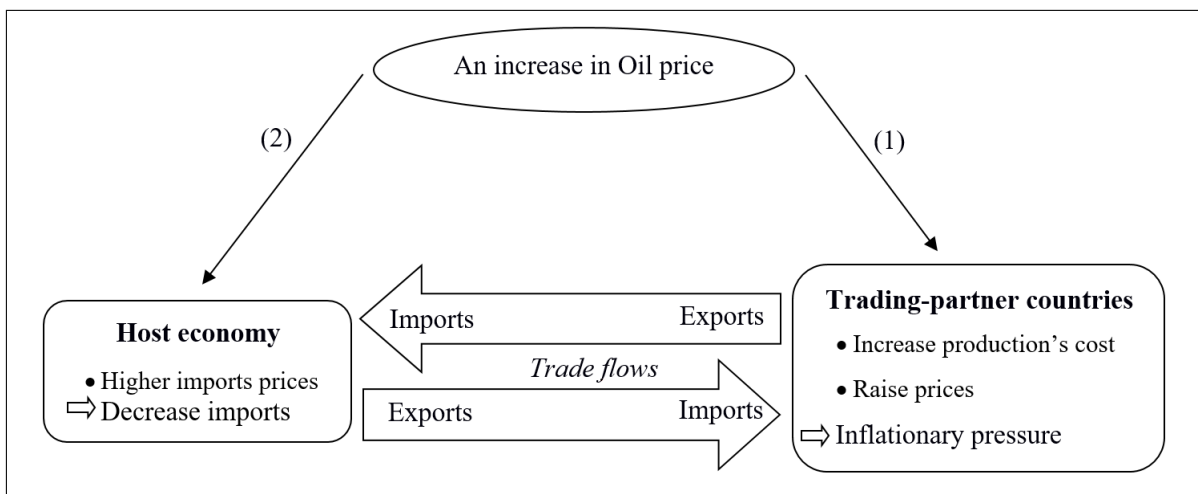 An increase in Oil price
(2)
(1)
Host economy
• Higher imports prices
⇨ Decrease imports
Imports
Exports
Trade flows
Exports
Imports
Trading-partner countries
• Increase production’s cost
• Raise prices
⇨ Inflationary pressure